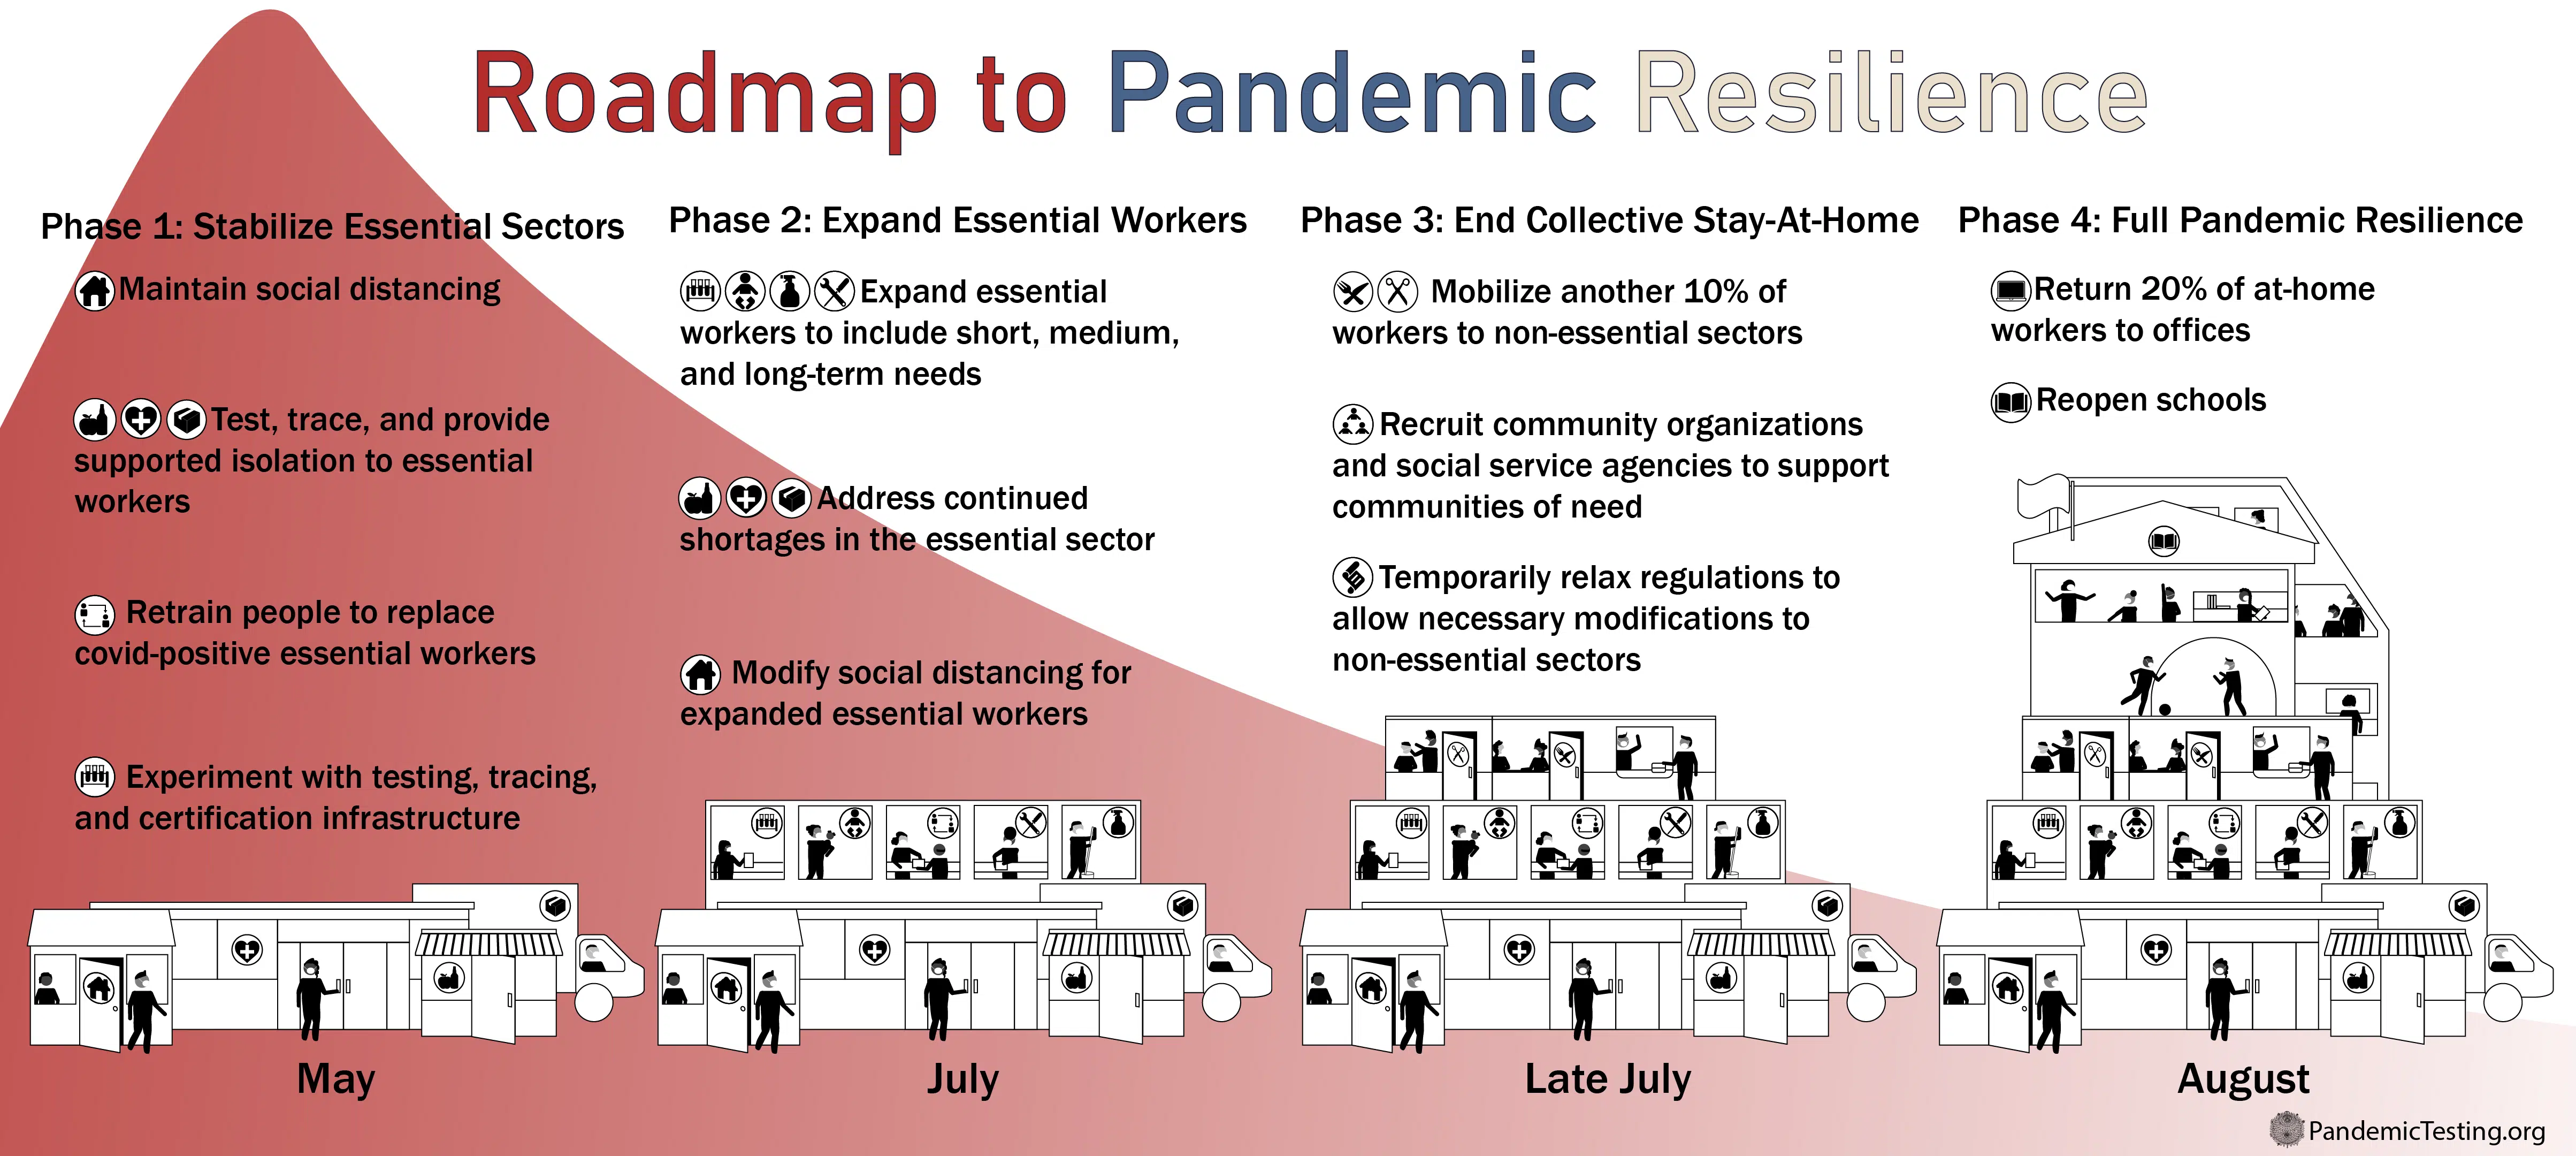 Roadmap to Pandemic Resilience
Phase 1: Stabilize Essential Sectors
Maintain social distancing
Test, trace, and provide
supported isolation to essential
workers
Retrain people to replace
covid-positive essential workers
Experiment with testing, tracing,
and certification infrastructure
May
Phase 2: Expand Essential Workers
Expand essential
workers to include short, medium,
and long-term needs
Address continued
shortages in the essential sector
Modify social distancing for
expanded essential workers
July
Phase 3: End Collective Stay-At-Home
Mobilize another 10% of
workers to non-essential sectors
Recruit community organizations
and social service agencies to support
communities of need
Temporarily relax regulations to
allow necessary modifications to
non-essential sectors
Late July
Phase 4: Full Pandemic Resilience
Return 20% of at-home
workers to offices
Reopen schools
August
PandemicTesting.org